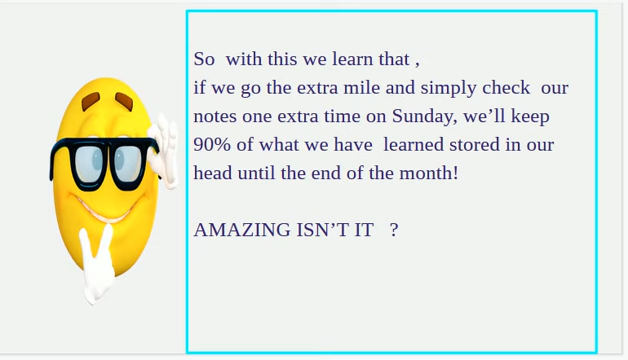 So  with this we learn that ,
if we go the extra mile and simply check  our
notes one extra time on Sunday, we’ll keep
90% of what we have  learned stored in our
head until the end of the month!
AMAZING ISN’T IT   ?